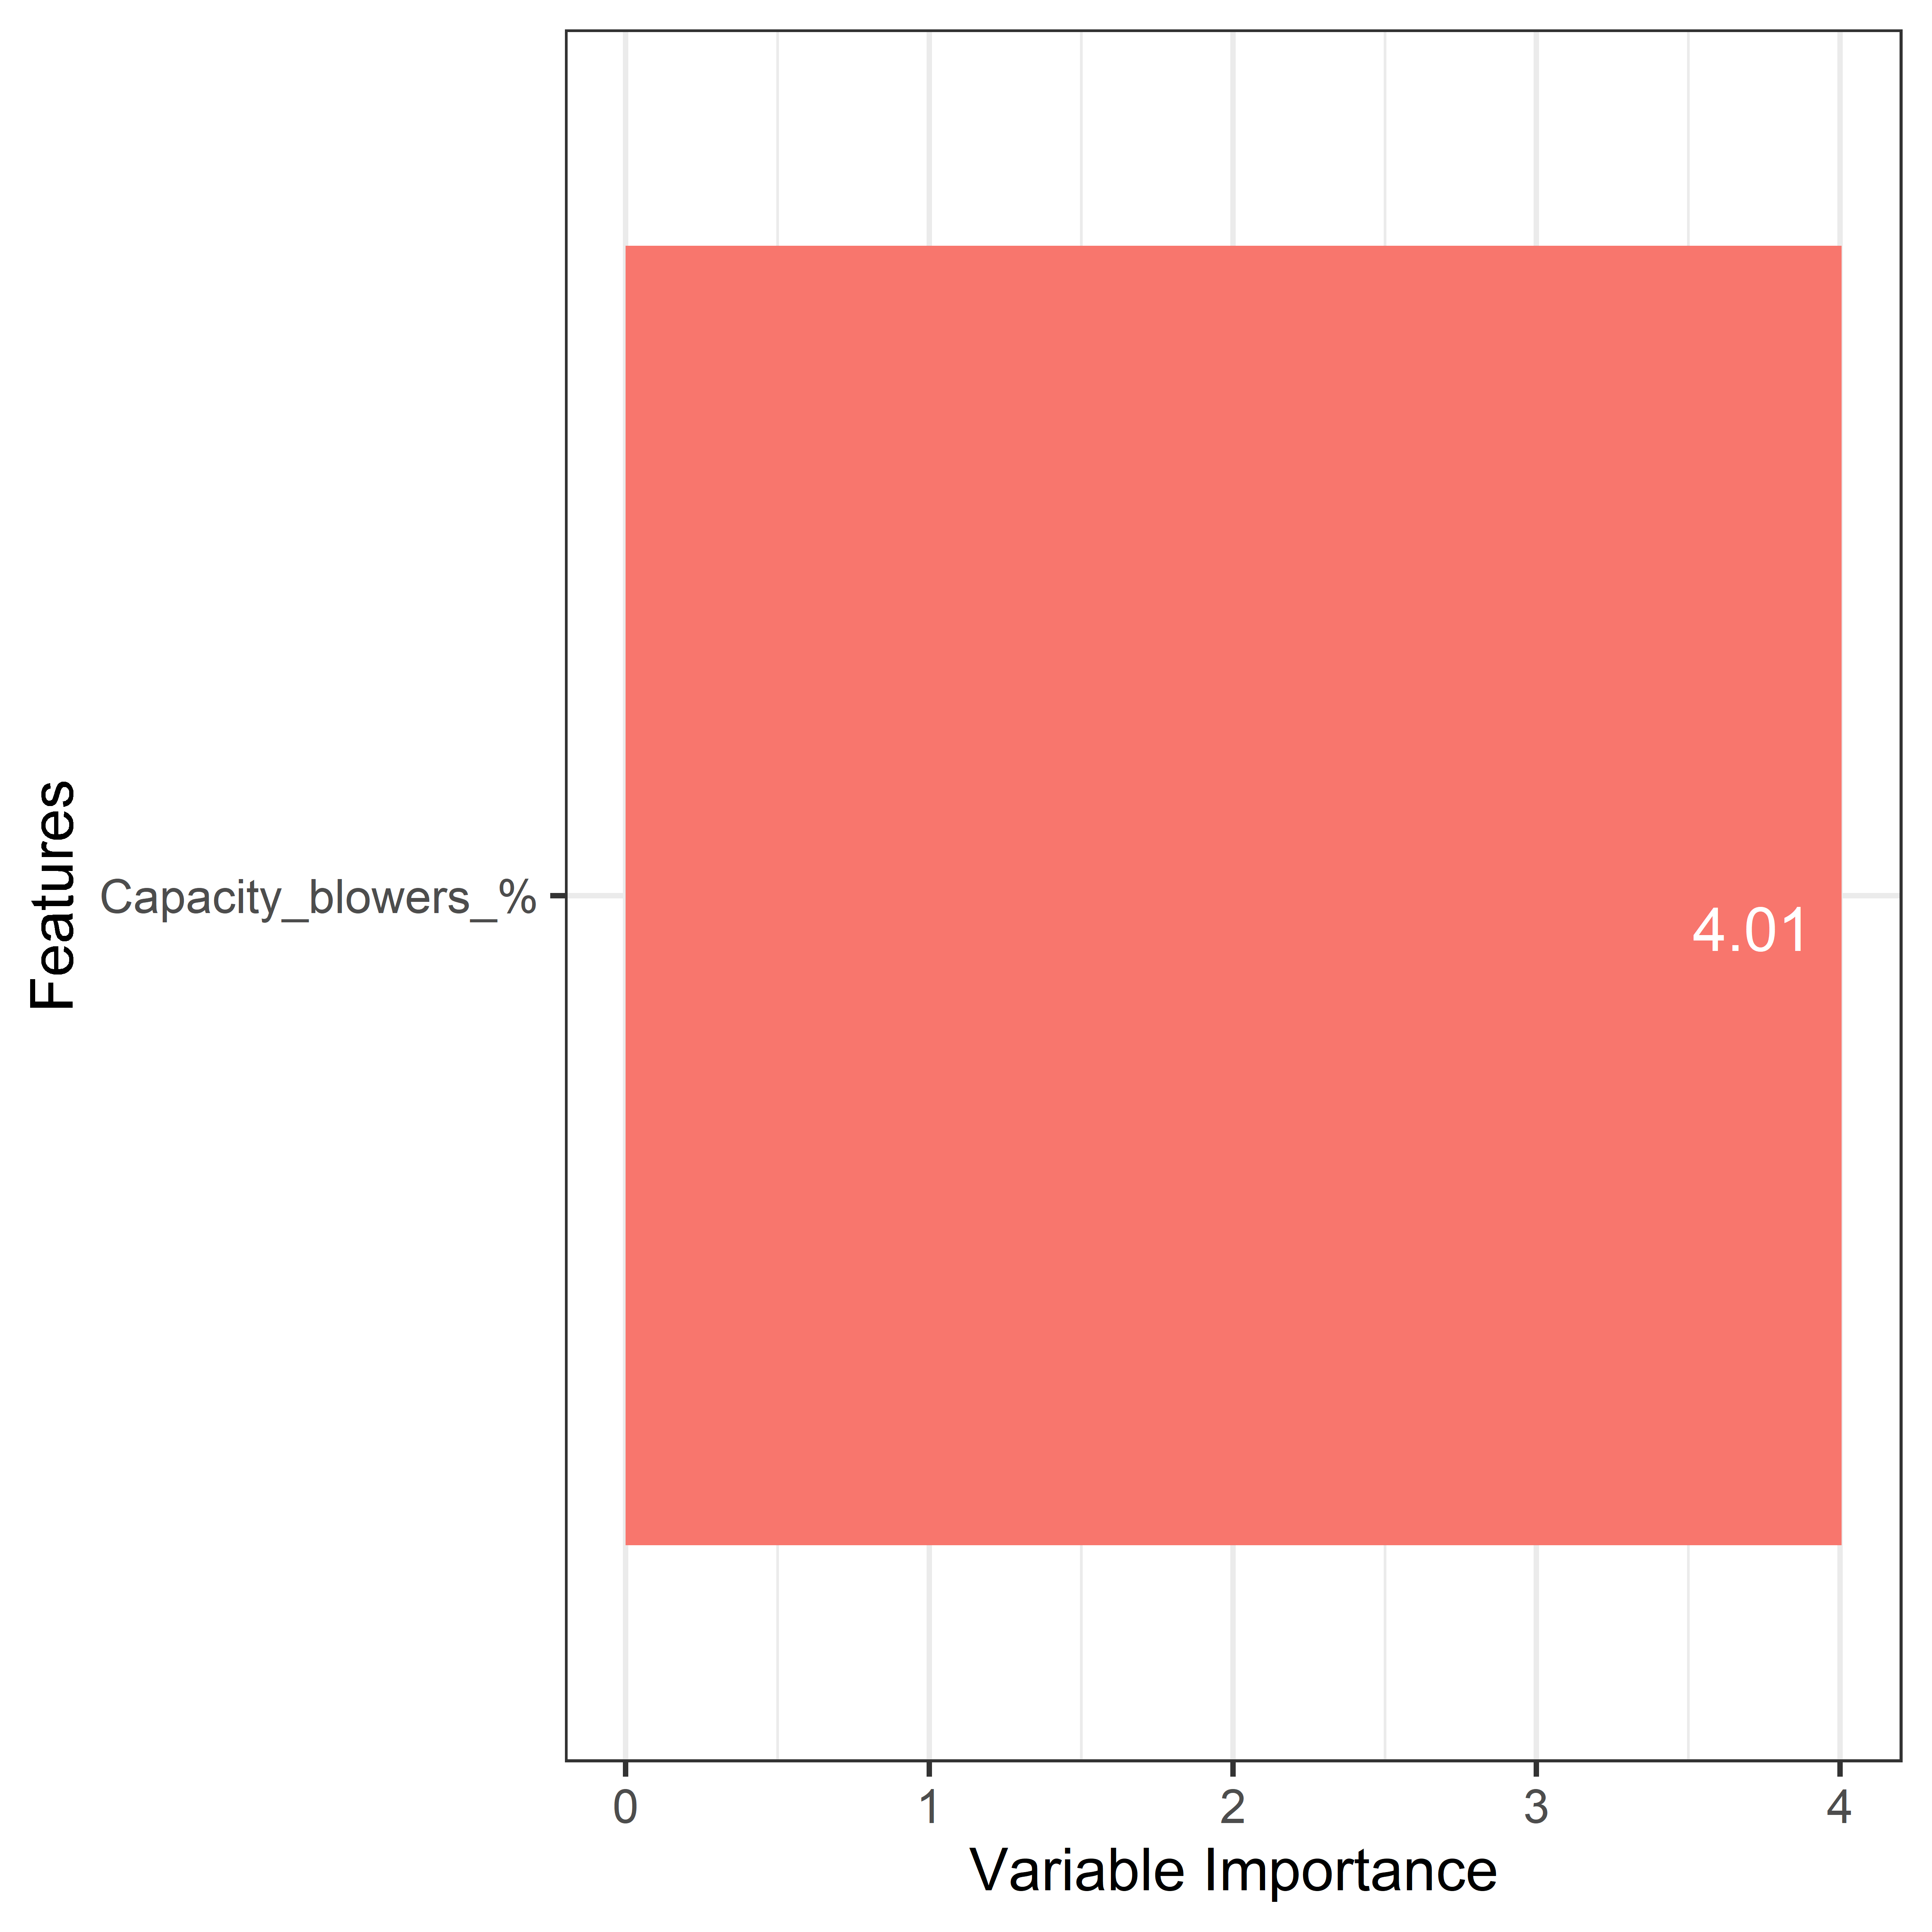 Features
Capacity_blowers_%
4.01
0 1 2 3 4
Variable Importance